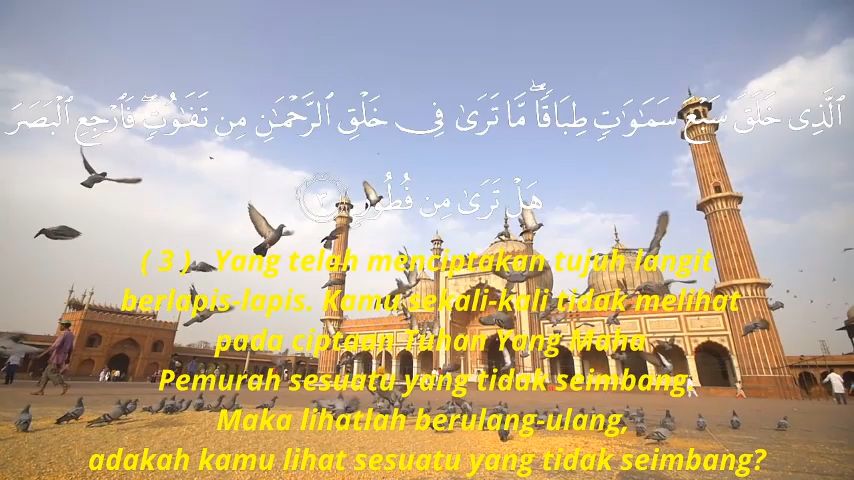 ٱلَّذِى خَلَقَ سَبْعَ سَمَٰوَٰتٍ طِبَاقًا ۖ مَّا تَرَىٰ فِى خَلْقِ ٱلرَّحْمَٰنِ مِن تَفَٰوُتٍ ۖ فَٱرْجِعِ ٱلْبَصَرَ
هَلْ تَرَىٰ مِن فُطُورٍ ٣
( 3 ) Yang telah menciptakan tujuh langit
berlapis-lapis. Kamu sekali-kali tidak melihat
pada ciptaan Tuhan Yang Maha
Pemurah sesuatu yang tidak seimbang.
Maka lihatlah berulang-ulang,
adakah kamu lihat sesuatu yang tidak seimbang?